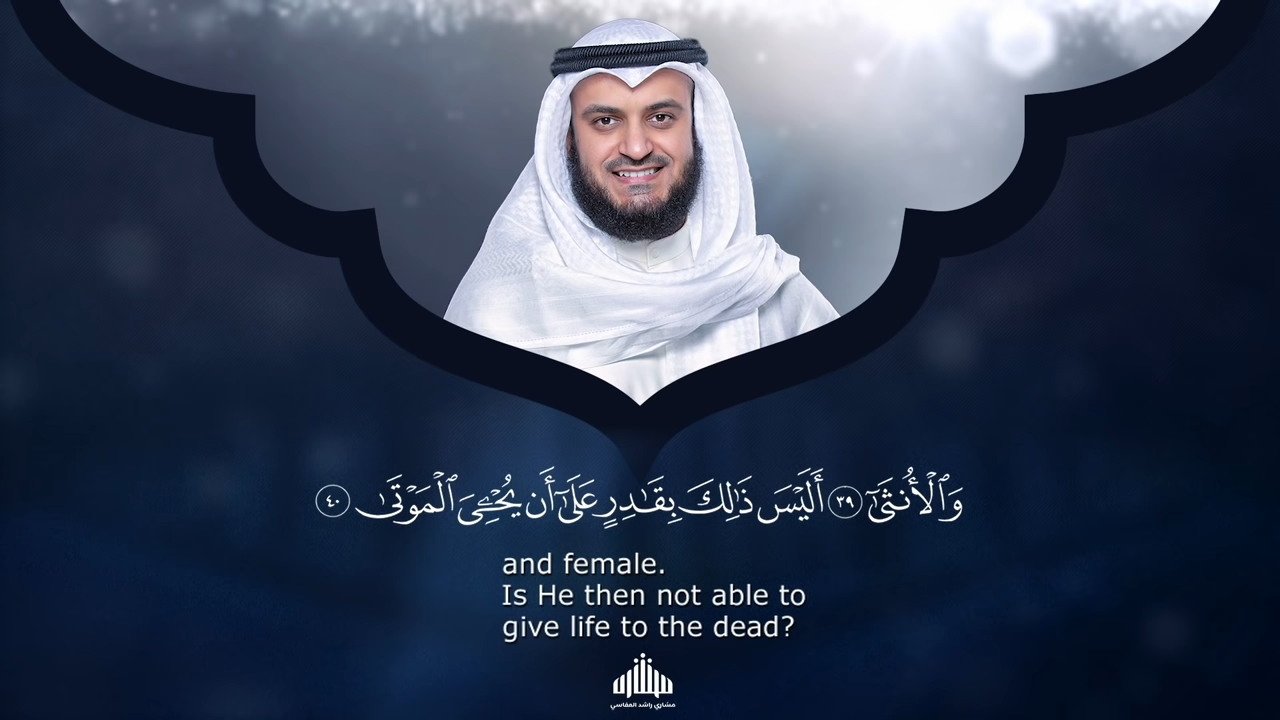 وَٱلْأُنثَىٰٓ ٣٩ أَلَيْسَ ذَٰلِكَ بِقَـٰدِرٍ عَلَىٰٓ أَن يُحْـِۧىَ ٱلْمَوْتَىٰ ٤٠
and female.
Is He then not able to
give life to the dead?
مشاري راشد العفاسي